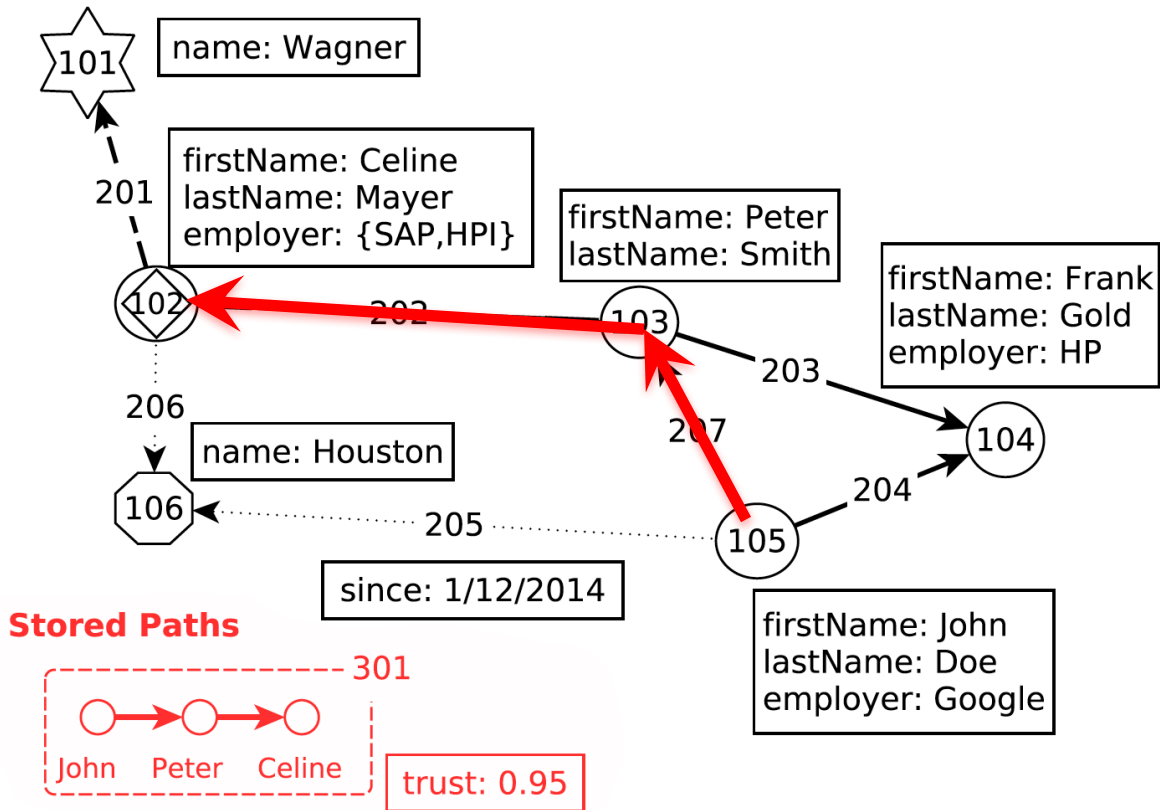 101
name: Wagner
201
firstName: Celine
lastName: Mayer
employer: {SAP,HPI}
firstName: Peter
lastName: Smith
firstName: Frank
lastName: Gold
employer: HP
102
202
103
203
206
207
104
name: Houston
106
205
204
105
since: 1/12/2014
firstName: John
lastName: Doe
employer: Google
Stored Paths
301
John Peter Celine
trust: 0.95